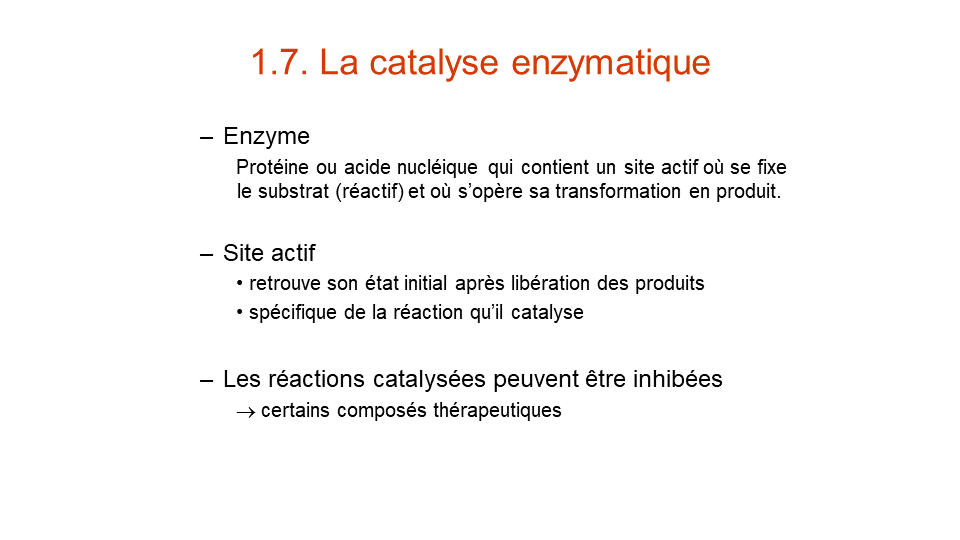 1.7. La catalyse enzymatique
– Enzyme
Protéine ou acide nucléique qui contient un site actif où se fixe
le substrat (réactif) et où s’opère sa transformation en produit.
– Site actif
• retrouve son état initial après libération des produits
• spécifique de la réaction qu’il catalyse
– Les réactions catalysées peuvent être inhibées
→ certains composés thérapeutiques